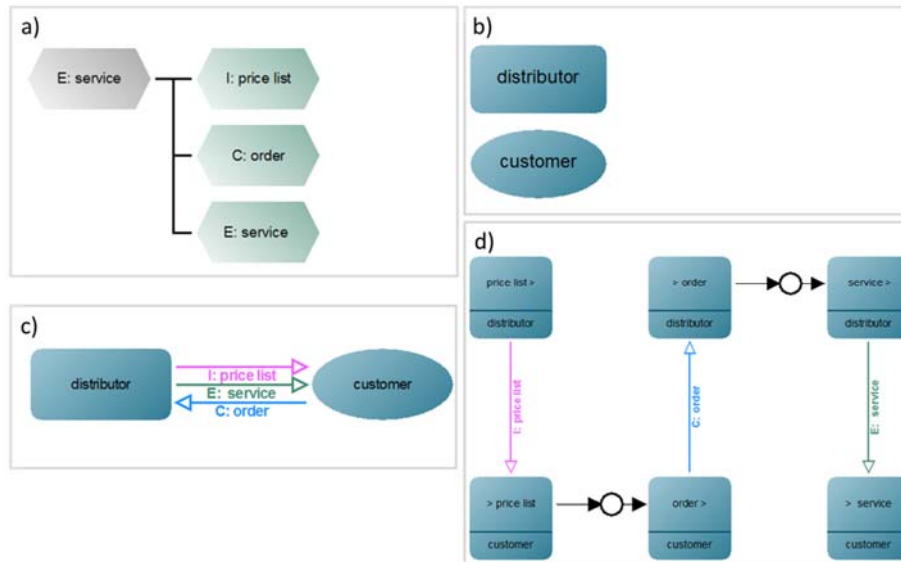 a)
E: service
I: price list
C: order
E: service
b)
distributor
customer
c)
distributor
I: price list
E: service
C: order
customer
d)
price list >
distributor
> order
distributor
service >
distributor
I: price list
C: order
E: service
> price list
customer
order >
customer
> service
customer